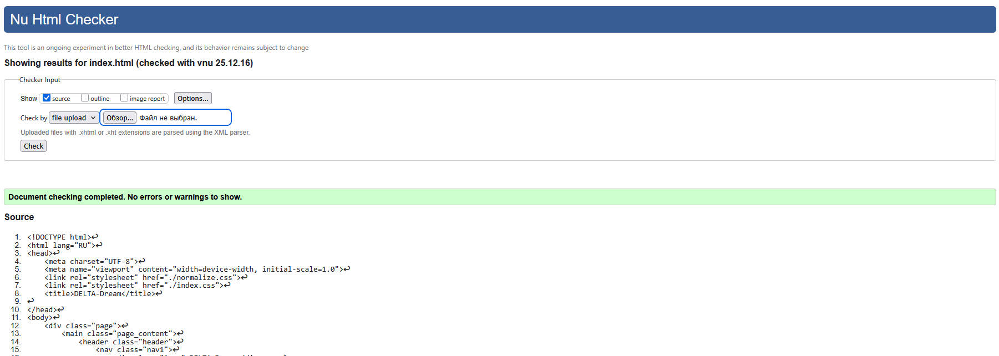 Nu Html Checker
This tool is an ongoing experiment in better HTML checking, and its behavior remains subject to change
Showing results for index.html (checked with vnu 25.12.16)
Checker Input
Show source outline image report Options...
Check by file upload Обзор... Файл не выбран.
Uploaded files with .xhtml or .xht extensions are parsed using the XML parser.
Check
Document checking completed. No errors or warnings to show.
Source
1. <!DOCTYPE html>↩
2. <html lang="RU">↩
3. <head>↩
4. <meta charset="UTF-8">↩
5. <meta name="viewport" content="width=device-width, initial-scale=1.0">↩
6. <link rel="stylesheet" href="./normalize.css">↩
7. <link rel="stylesheet" href="./index.css">↩
8. <title>DELTA-Dream</title>↩
9. ↩
10. </head>↩
11. <body>↩
12. <div class="page">↩
13. <main class="page_content">↩
14. <header class="header">↩
15. <nav class="nav1">↩